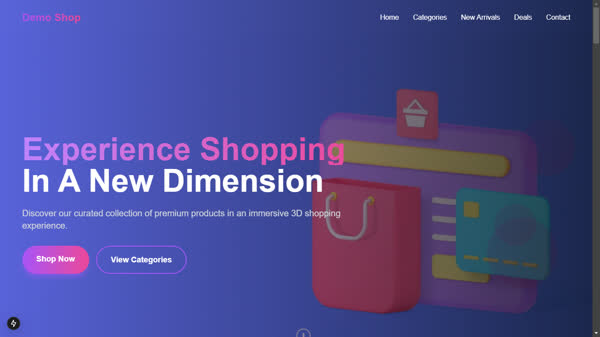 Demo Shop
Home Categories New Arrivals Deals Contact
Experience Shopping
In A New Dimension
Discover our curated collection of premium products in an immersive 3D shopping
experience.
Shop Now View Categories